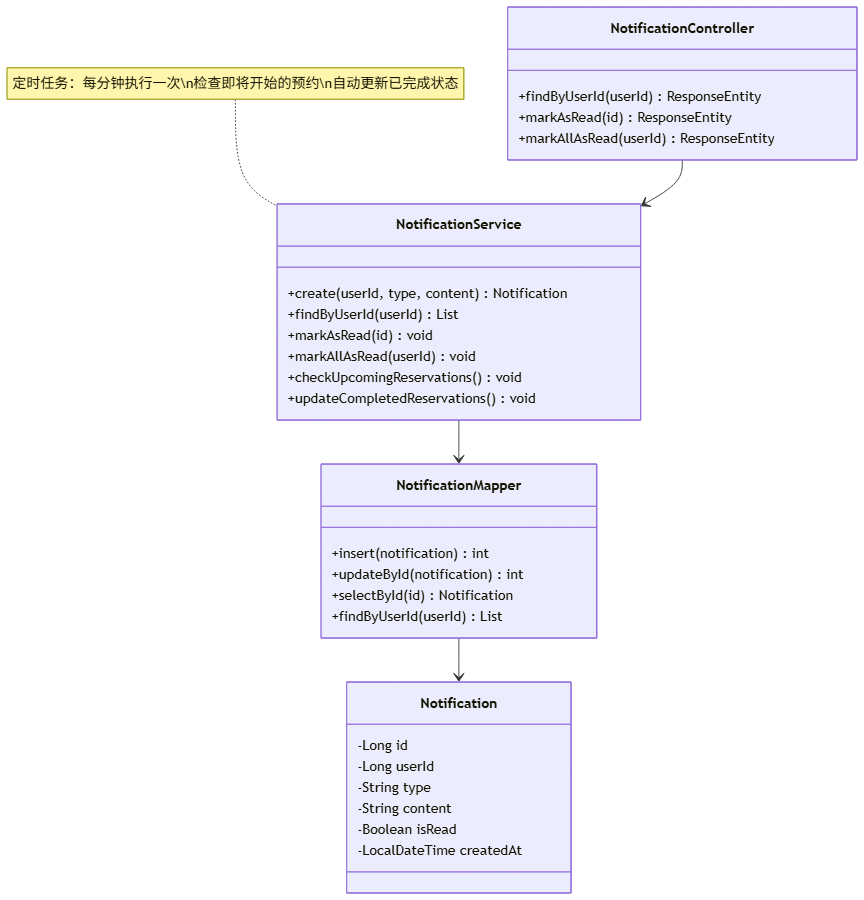 NotificationController
+findByUserId(userId) : ResponseEntity
+markAsRead(id) : ResponseEntity
+markAllAsRead(userId) : ResponseEntity
定时任务：每分钟执行一次\n检查即将开始的预约\n自动更新已完成状态
NotificationService
+create(userId, type, content) : Notification
+findByUserId(userId) : List
+markAsRead(id) : void
+markAllAsRead(userId) : void
+checkUpcomingReservations() : void
+updateCompletedReservations() : void
NotificationMapper
+insert(notification) : int
+updateById(notification) : int
+selectById(id) : Notification
+findByUserId(userId) : List
Notification
-Long id
-Long userId
-String type
-String content
-Boolean isRead
-LocalDateTime createdAt